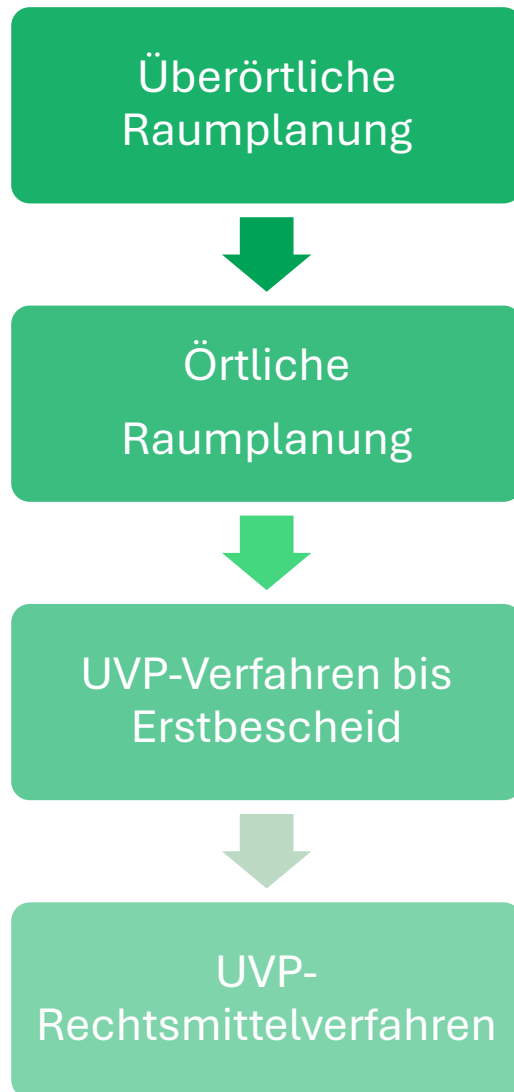 Überörtliche
Raumplanung
Örtliche
Raumplanung
UVP-Verfahren bis
Erstbescheid
UVP-
Rechtsmittelverfahren